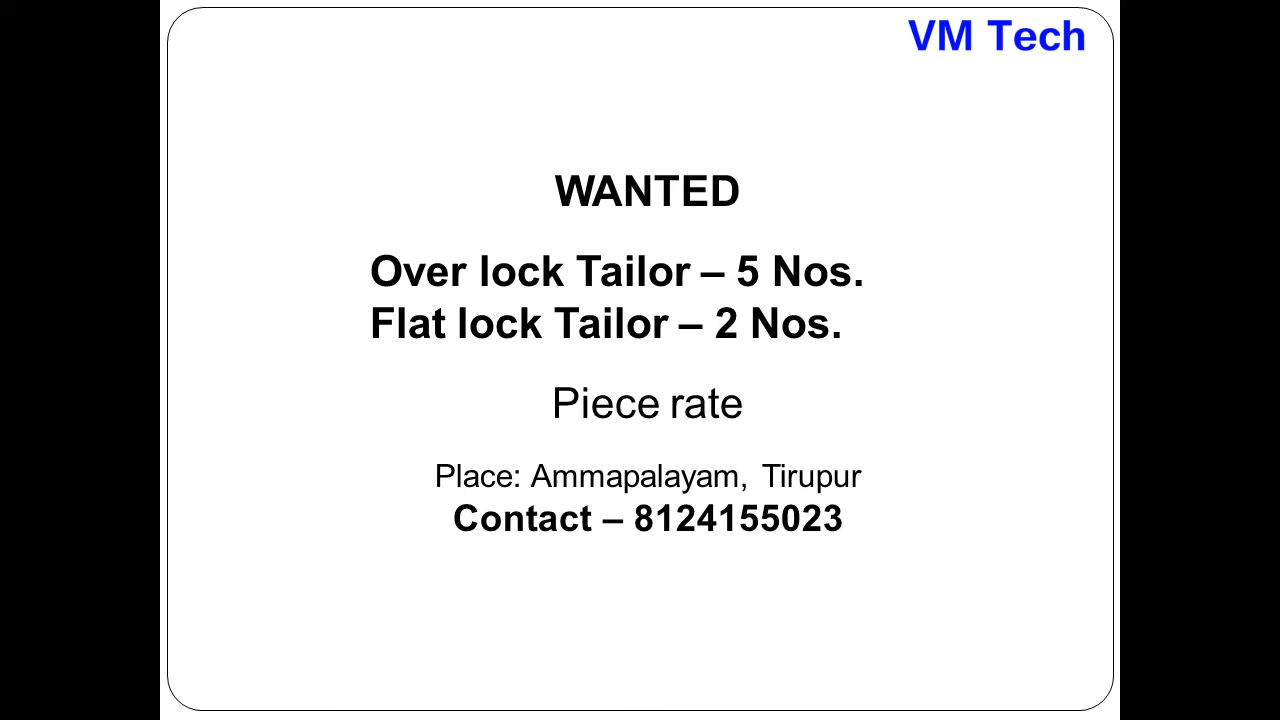 VM Tech
WANTED
Over lock Tailor – 5 Nos.
Flat lock Tailor – 2 Nos.
Piece rate
Place: Ammapalayam, Tirupur
Contact – 8124155023